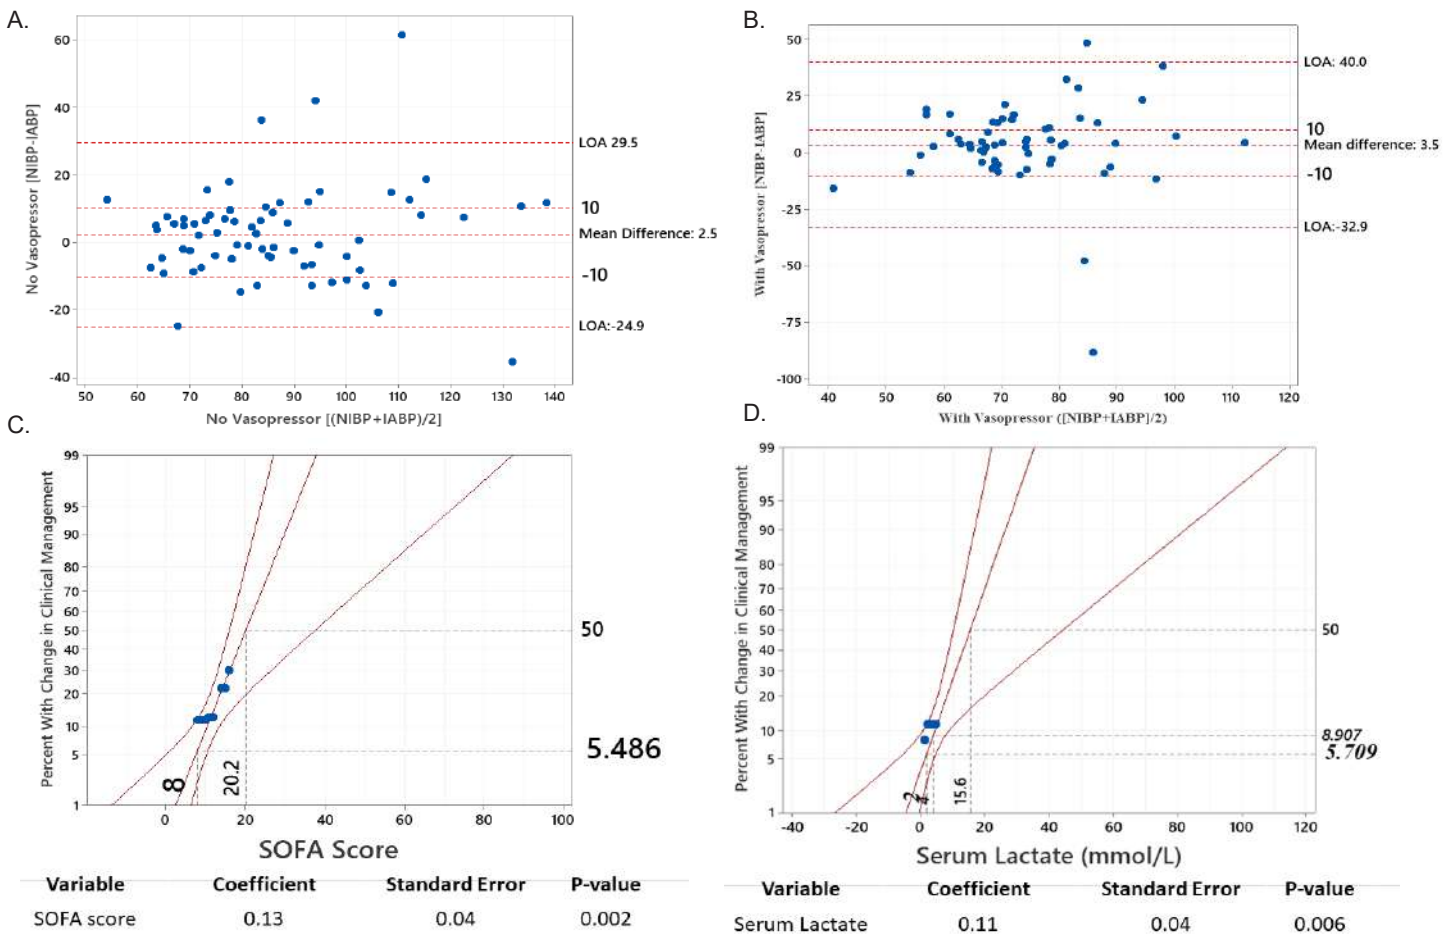 A.
No Vasopressor [NIBP-IABP]
60
40
20
0
-20
-40
LOA 29.5
10
Mean Difference: 2.5
-10
LOA:-24.9
50 60 70 80 90 100 110 120 130 140
No Vasopressor [(NIBP+IABP)/2]
B.
With Vasopressor [NIBP-IABP]
50
25
0
-25
-50
-75
-100
LOA: 40.0
10
Mean difference: 3.5
-10
LOA:-32.9
40 50 60 70 80 90 100 110 120
With Vasopressor ([NIBP+IABP]/2)
C.
Percent With Change in Clinical Management
99
95
90
80
70
60
50
40
30
20
10
5
1
50
5.486
8
20.2
0 20 40 60 80 100
SOFA Score
Variable Coefficient Standard Error P-value
SOFA score 0.13 0.04 0.002
D.
Percent With Change in Clinical Management
99
95
90
80
70
60
50
40
30
20
10
5
1
50
8.907
5.709
2
4
15.6
-40 -20 0 20 40 60 80 100 120
Serum Lactate (mmol/L)
Variable Coefficient Standard Error P-value
Serum Lactate 0.11 0.04 0.006